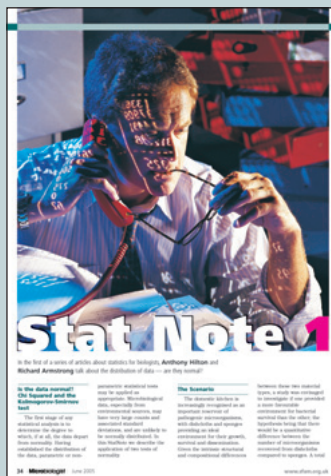 Stat Note 1
In the first of a series of articles about statistics for biologists, Anthony Hilton and
Richard Armstrong talk about the distribution of data — are they normal?
Is the data normal?
Chi Squared and the
Kolmogorov-Smirnov
test
The first stage of any
statistical analysis is to
determine the degree to
which, if at all, the data depart
from normality. Having
established the distribution of
the data, parametric or non-
parametric statistical tests
may be applied as
appropriate. Microbiological
data, especially from
environmental sources, may
have very large counts and
associated standard
deviations, and are unlikely to
be normally distributed. In
this StatNote we describe the
application of two tests of
normality.
The Scenario
The domestic kitchen is
increasingly recognised as an
important reservoir of
pathogenic microorganisms,
with dishcloths and sponges
providing an ideal
environment for their growth,
survival and dissemination.
Given the intrinsic structural
and compositional differences
between these two material
types, a study was envisaged
to investigate if one provided
a more favourable
environment for bacterial
survival than the other, the
hypothesis being that there
would be a quantitative
difference between the
number of microorganisms
recovered from dishcloths
compared to sponges. A total
34 Microbiologist June 2005
www.sfam.org.uk